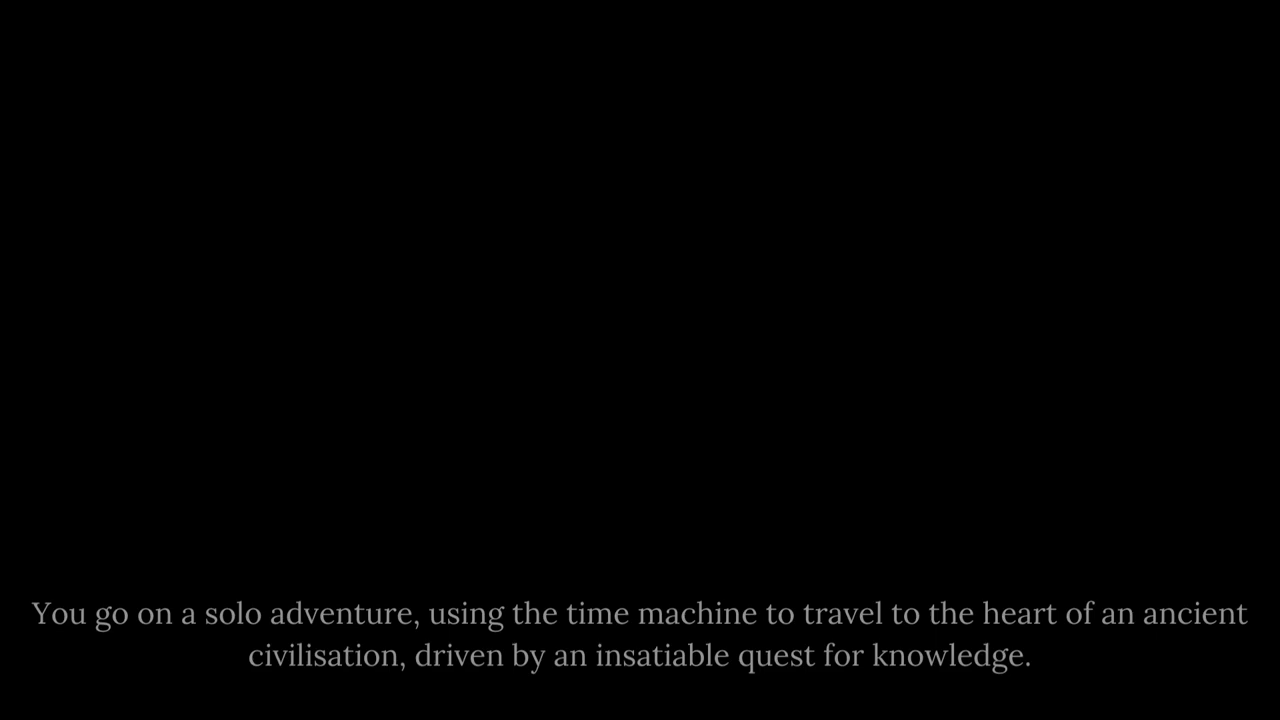 You go on a solo adventure, using the time machine to travel to the heart of an ancient
civilisation, driven by an insatiable quest for knowledge.